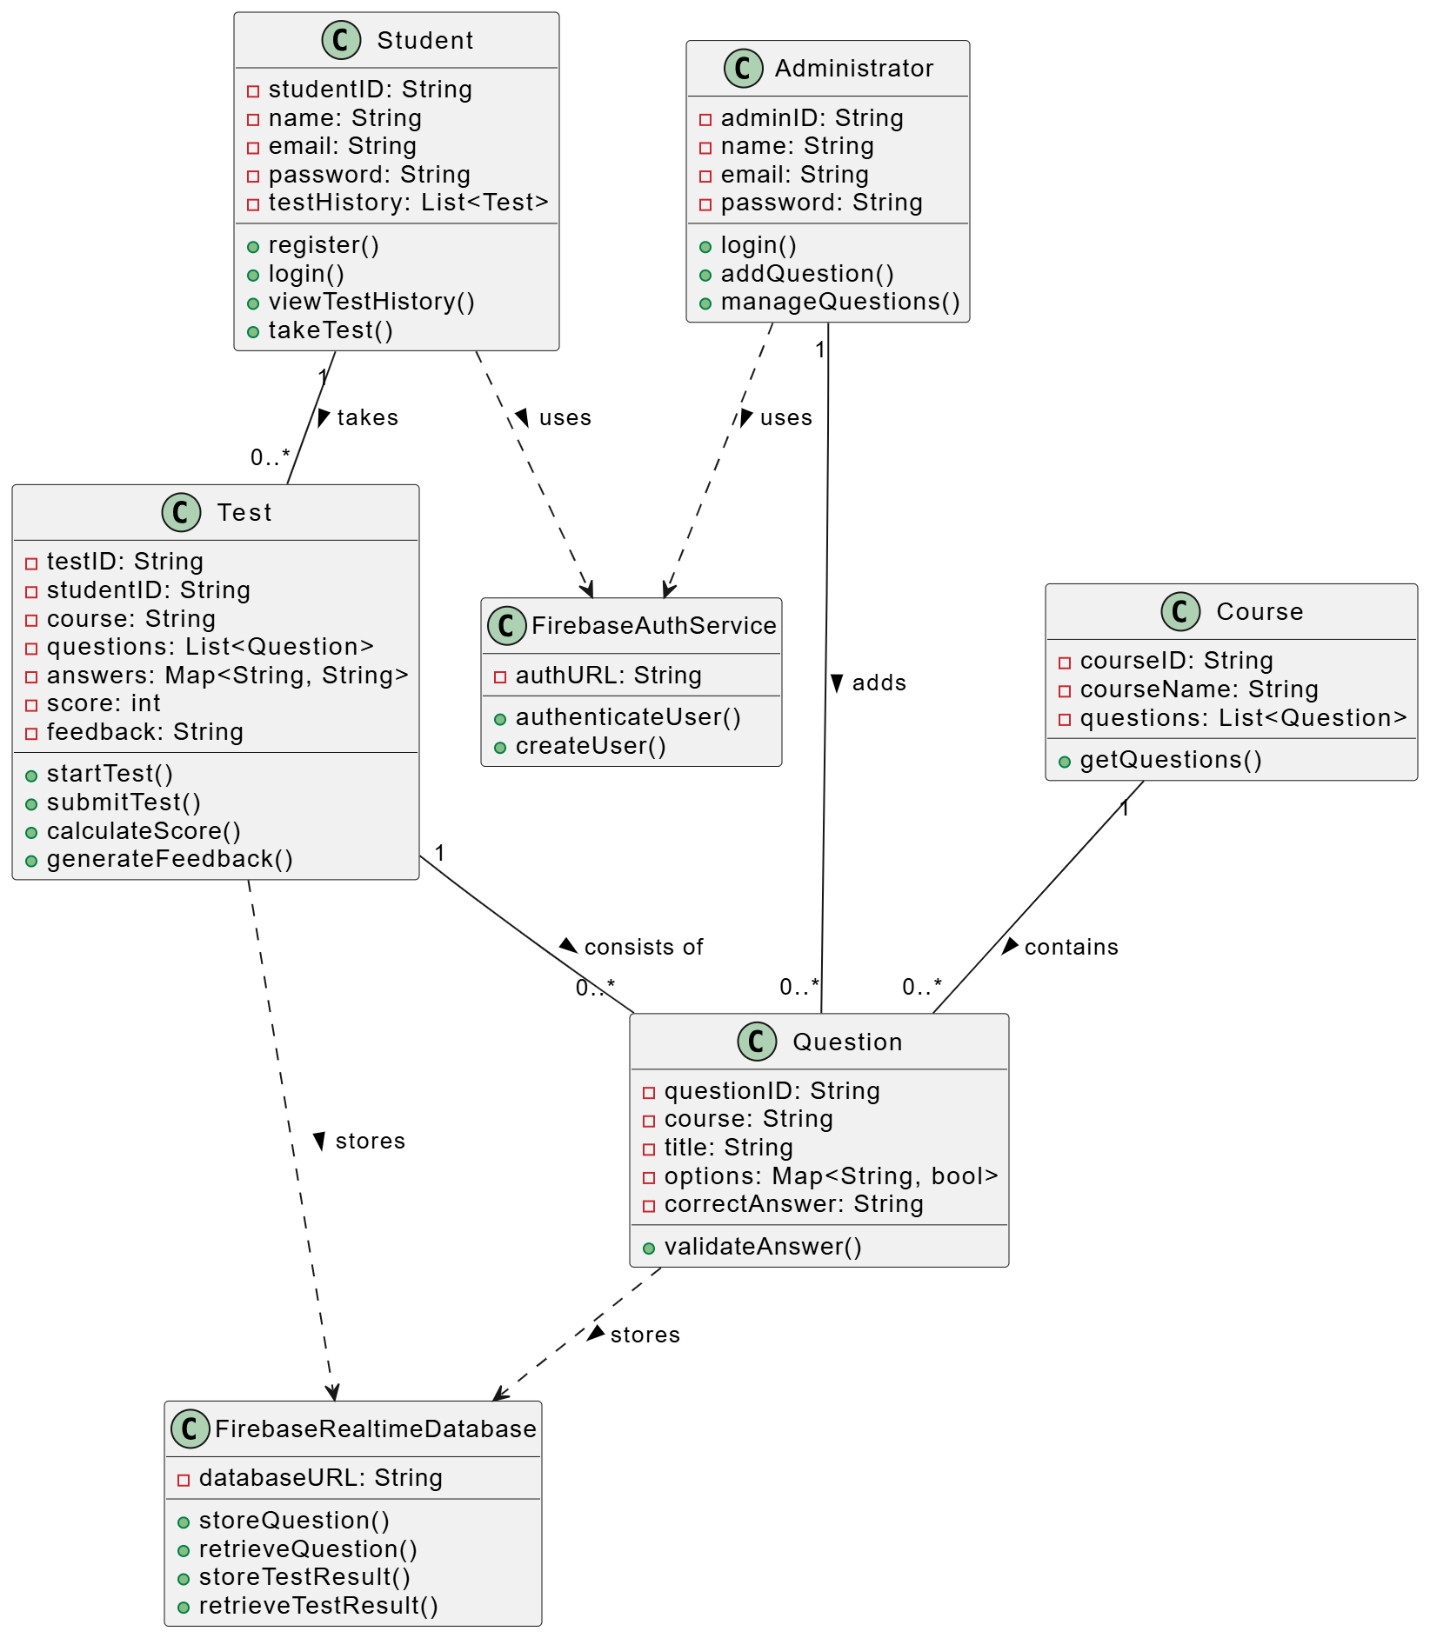 C Student
studentID: String
name: String
email: String
password: String
testHistory: List<Test>
register()
login()
viewTestHistory()
takeTest()
C Administrator
adminID: String
name: String
email: String
password: String
login()
addQuestion()
manageQuestions()
1
takes
0..*
uses
uses
1
adds
0..*
C Test
testID: String
studentID: String
course: String
questions: List<Question>
answers: Map<String, String>
score: int
feedback: String
startTest()
submitTest()
calculateScore()
generateFeedback()
C FirebaseAuthService
authURL: String
authenticateUser()
createUser()
C Course
courseID: String
courseName: String
questions: List<Question>
getQuestions()
1
consists of
0..*
1
contains
0..*
C Question
questionID: String
course: String
title: String
options: Map<String, bool>
correctAnswer: String
validateAnswer()
stores
stores
C FirebaseRealtimeDatabase
databaseURL: String
storeQuestion()
retrieveQuestion()
storeTestResult()
retrieveTestResult()